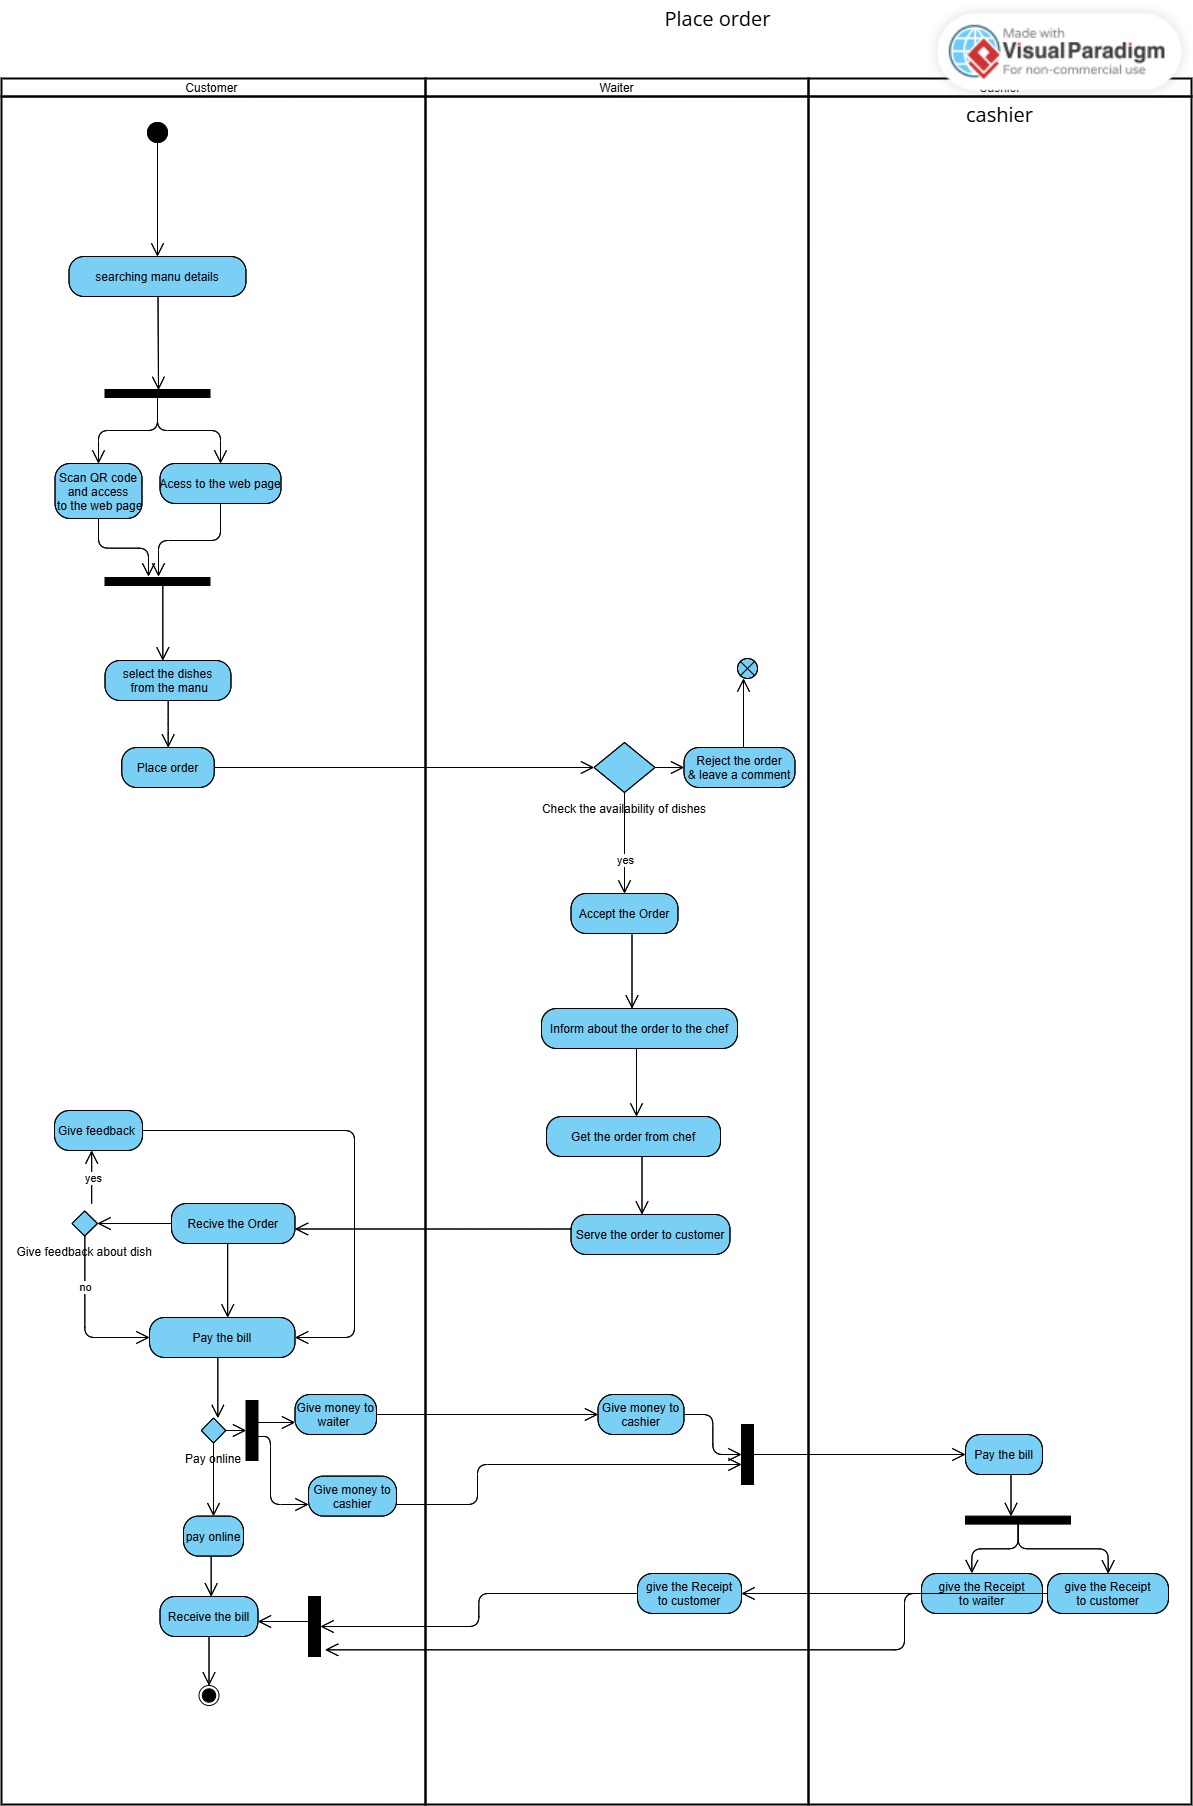 Place order
Made with
VisualParadigm
For non-commercial use
Customer
Waiter
cashier
searching manu details
Scan QR code
and access
to the web page
Acess to the web page
select the dishes
from the manu
Place order
Reject the order
& leave a comment
Check the availability of dishes
yes
Accept the Order
Inform about the order to the chef
Give feedback
Get the order from chef
yes
Recive the Order
Serve the order to customer
Give feedback about dish
no
Pay the bill
Give money to
waiter
Give money to
cashier
Pay online
Pay the bill
Give money to
cashier
pay online
give the Receipt
to customer
give the Receipt
to waiter
give the Receipt
to customer
Receive the bill